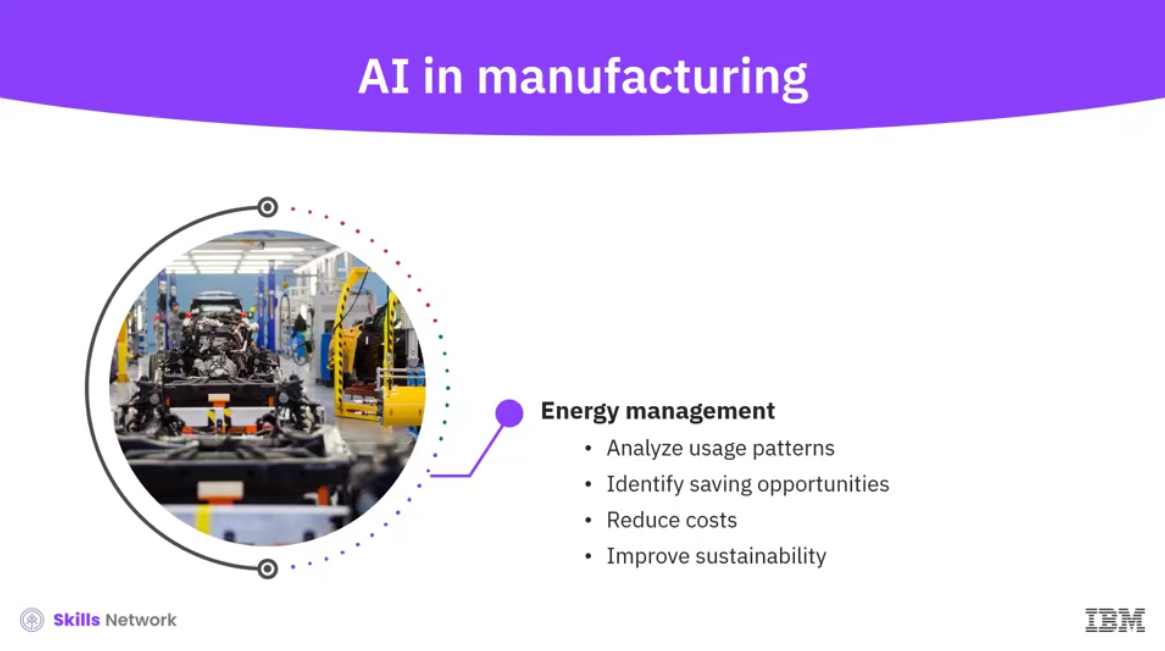 AI in manufacturing
Energy management
• Analyze usage patterns
• Identify saving opportunities
• Reduce costs
• Improve sustainability
Skills Network
IBM